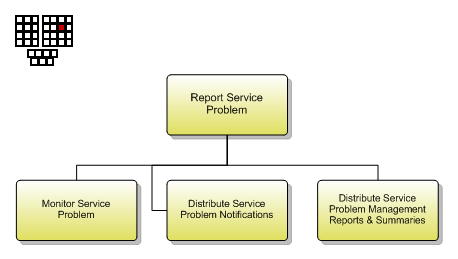 Report Service
Problem
Monitor Service
Problem
Distribute Service
Problem Notifications
Distribute Service
Problem Management
Reports & Summaries